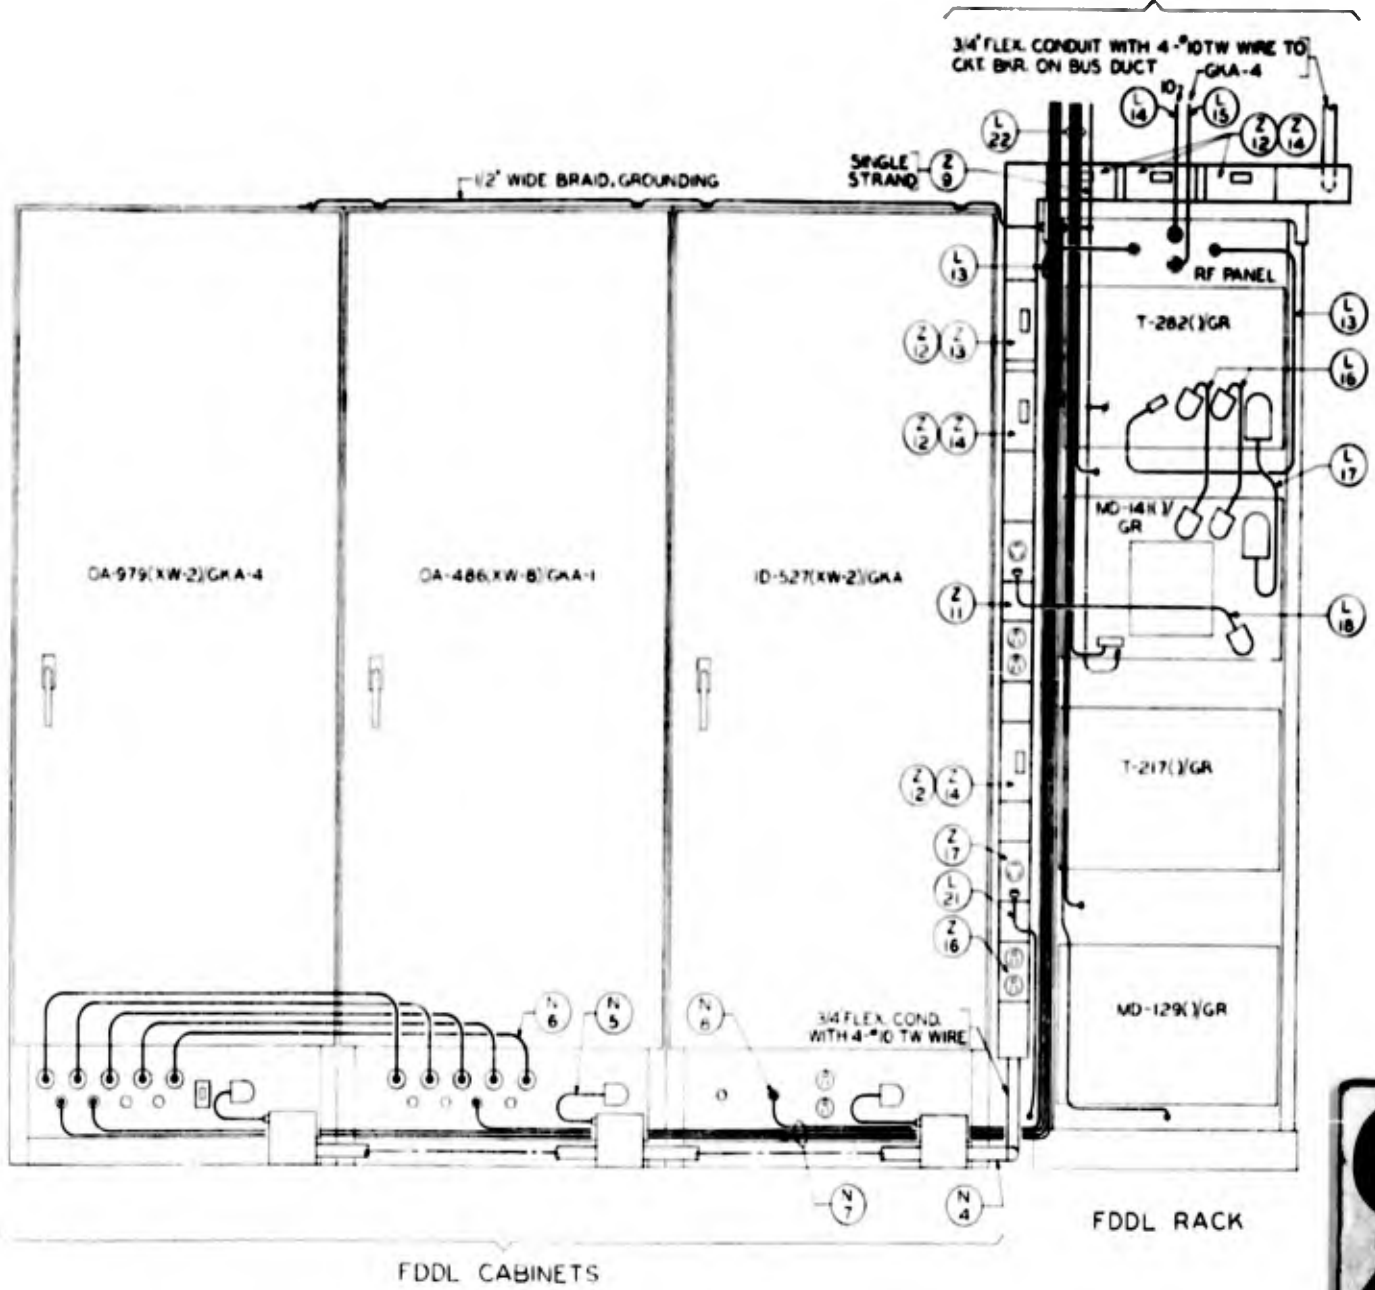 3/4" FLEX. CONDUIT WITH 4-#10 TW WIRE TO
CKT. BKR. ON BUS DUCT
GKA-4
L
14
L
15
L
22
Z
12
Z
14
SINGLE
STRAND
Z
9
1/2" WIDE BRAID, GROUNDING
L
13
RF PANEL
T-282( )/GR
L
13
Z
12
Z
13
L
16
Z
12
Z
14
L
17
MD-141( )/
GR
OA-979(XW-2)/GKA-4
OA-486(XW-8)/GKA-1
ID-527(XW-2)/GKA
Z
11
L
18
T-217( )/GR
Z
12
Z
14
Z
17
L
21
Z
16
N
6
N
5
N
8
3/4 FLEX. COND.
WITH 4-#10 TW WIRE
MD-129( )/GR
N
7
N
4
FDDL RACK
FDDL CABINETS